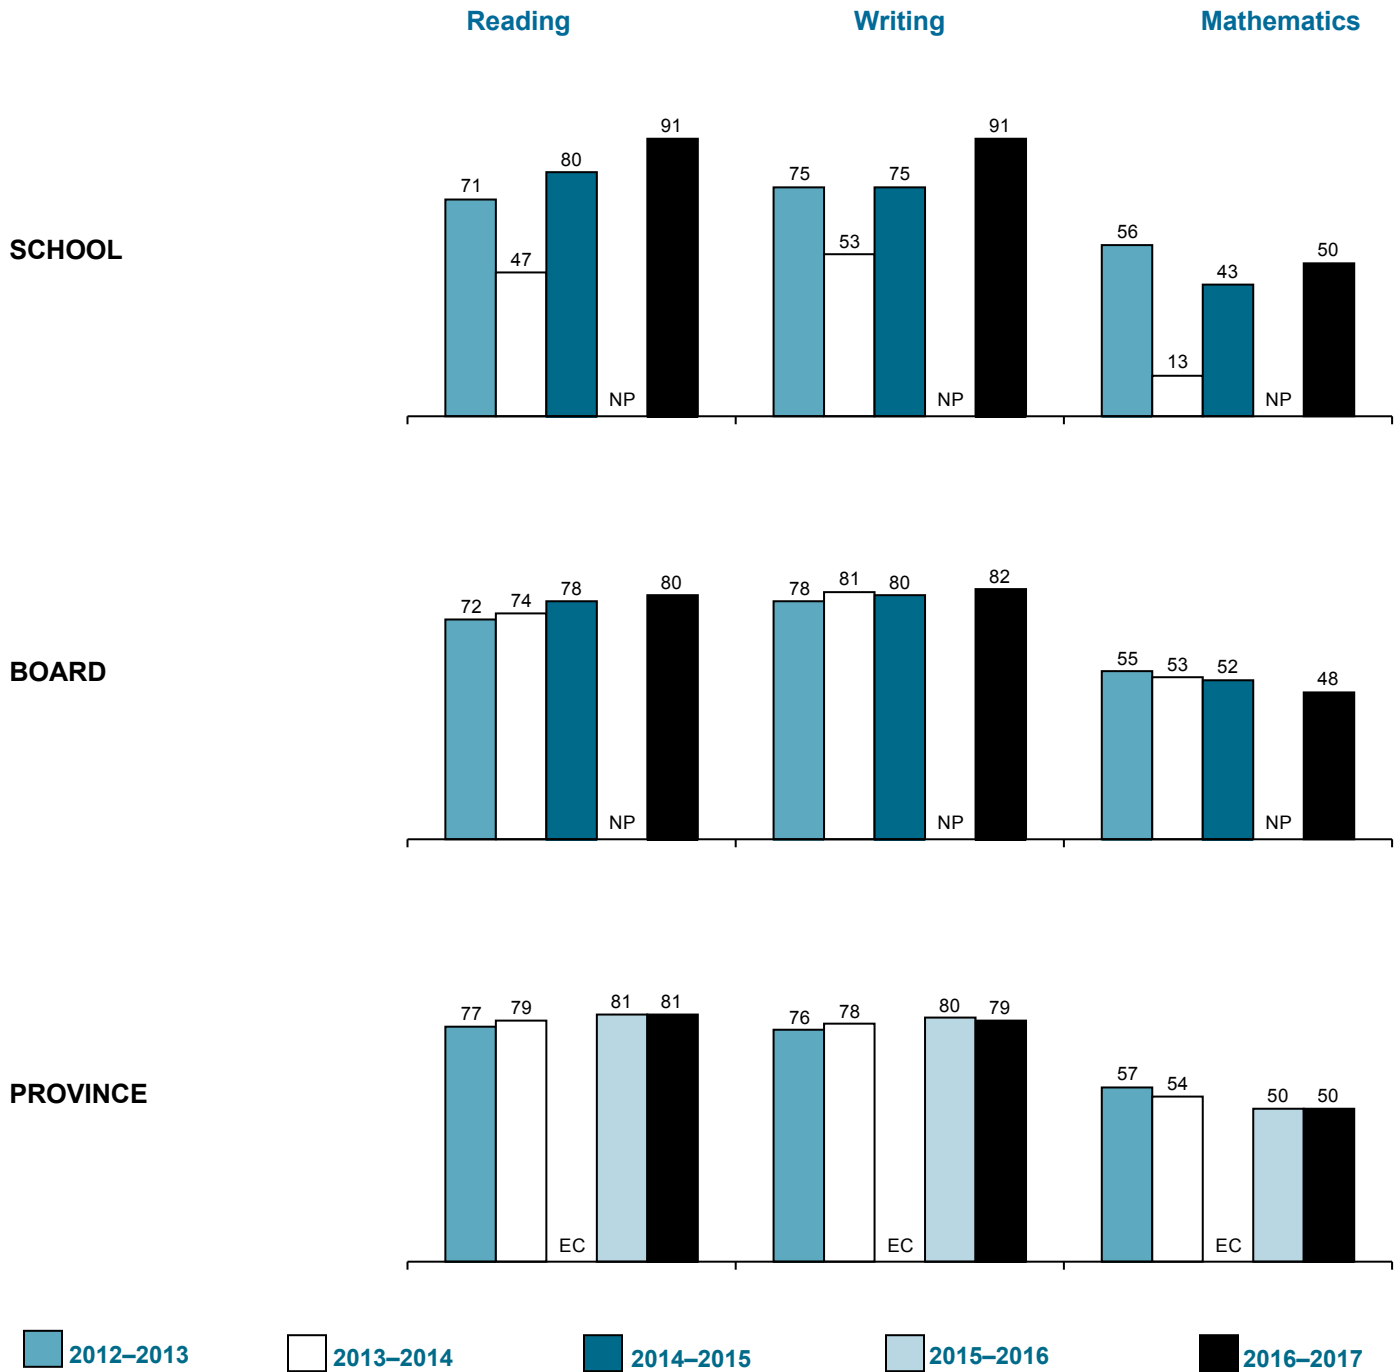 Reading Writing Mathematics
SCHOOL
71 47 80 NP 91
75 53 75 NP 91
56 13 43 NP 50
BOARD
72 74 78 NP 80
78 81 80 NP 82
55 53 52 NP 48
PROVINCE
77 79 EC 81 81
76 78 EC 80 79
57 54 EC 50 50
2012–2013 2013–2014 2014–2015 2015–2016 2016–2017